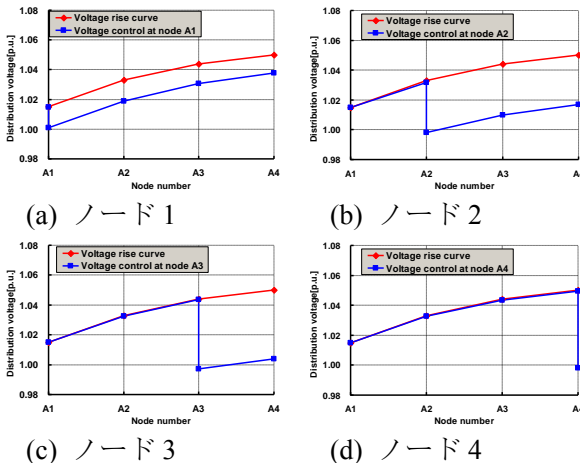 1.08
1.06
1.04
1.02
1.00
0.98
Distribution voltage[p.u.]
Voltage rise curve
Voltage control at node A1
A1 A2 A3 A4
Node number
(a) ノード1
1.08
1.06
1.04
1.02
1.00
0.98
Distribution voltage[p.u.]
Voltage rise curve
Voltage control at node A2
A1 A2 A3 A4
Node number
(b) ノード2
1.08
1.06
1.04
1.02
1.00
0.98
Distribution voltage[p.u.]
Voltage rise curve
Voltage control at node A3
A1 A2 A3 A4
Node number
(c) ノード3
1.08
1.06
1.04
1.02
1.00
0.98
Distribution voltage[p.u.]
Voltage rise curve
Voltage control at node A4
A1 A2 A3 A4
Node number
(d) ノード4